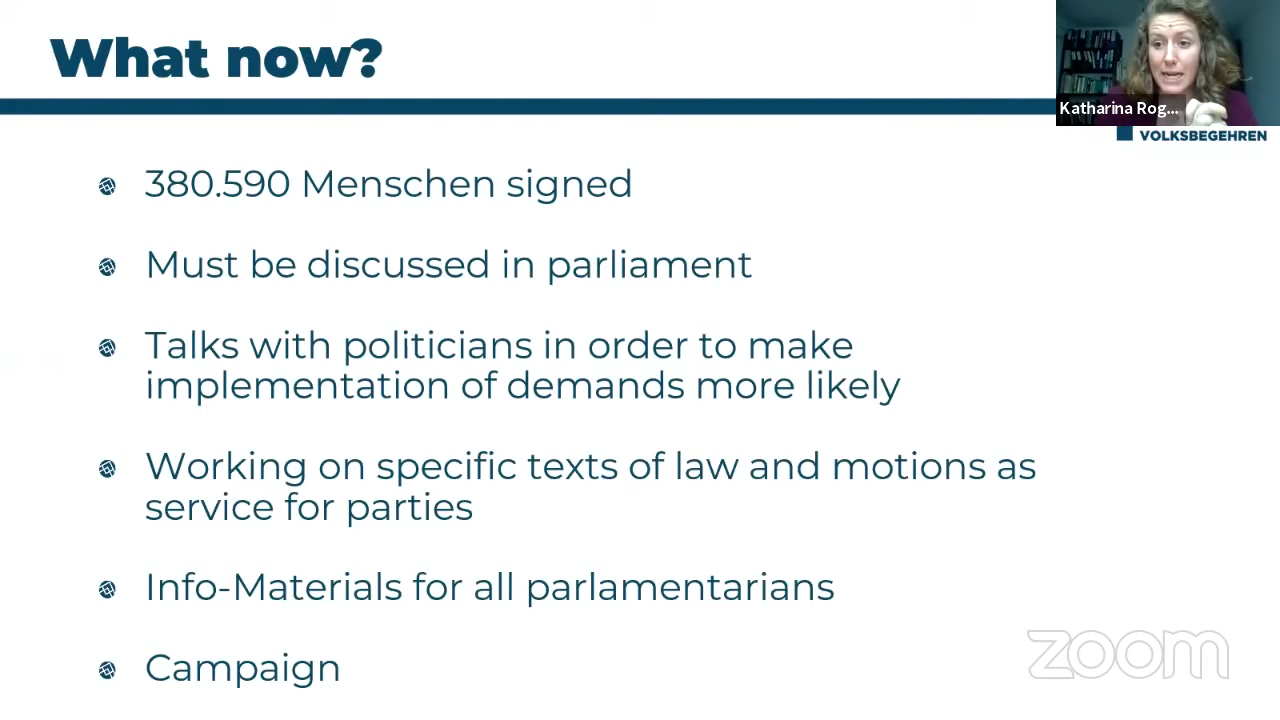 What now?
Katharina Rog...
VOLKSBEGEHREN
380.590 Menschen signed
Must be discussed in parliament
Talks with politicians in order to make
implementation of demands more likely
Working on specific texts of law and motions as
service for parties
Info-Materials for all parlamentarians
Campaign
zoom